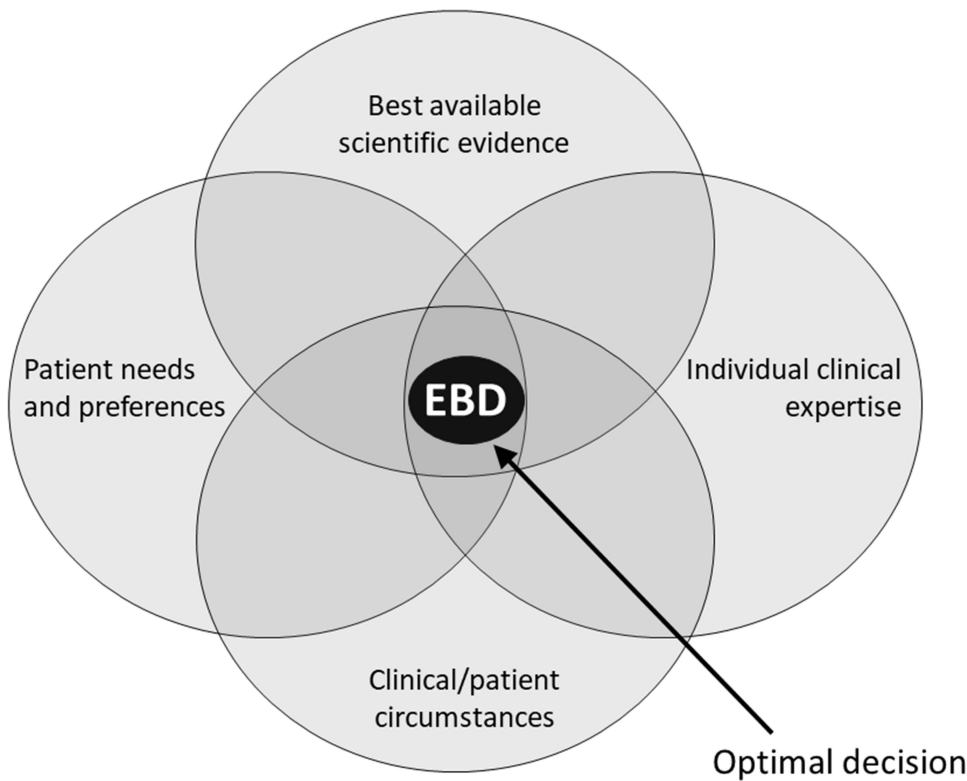 Best available
scientific evidence
Patient needs
and preferences
EBD
Individual clinical
expertise
Clinical/patient
circumstances
Optimal decision